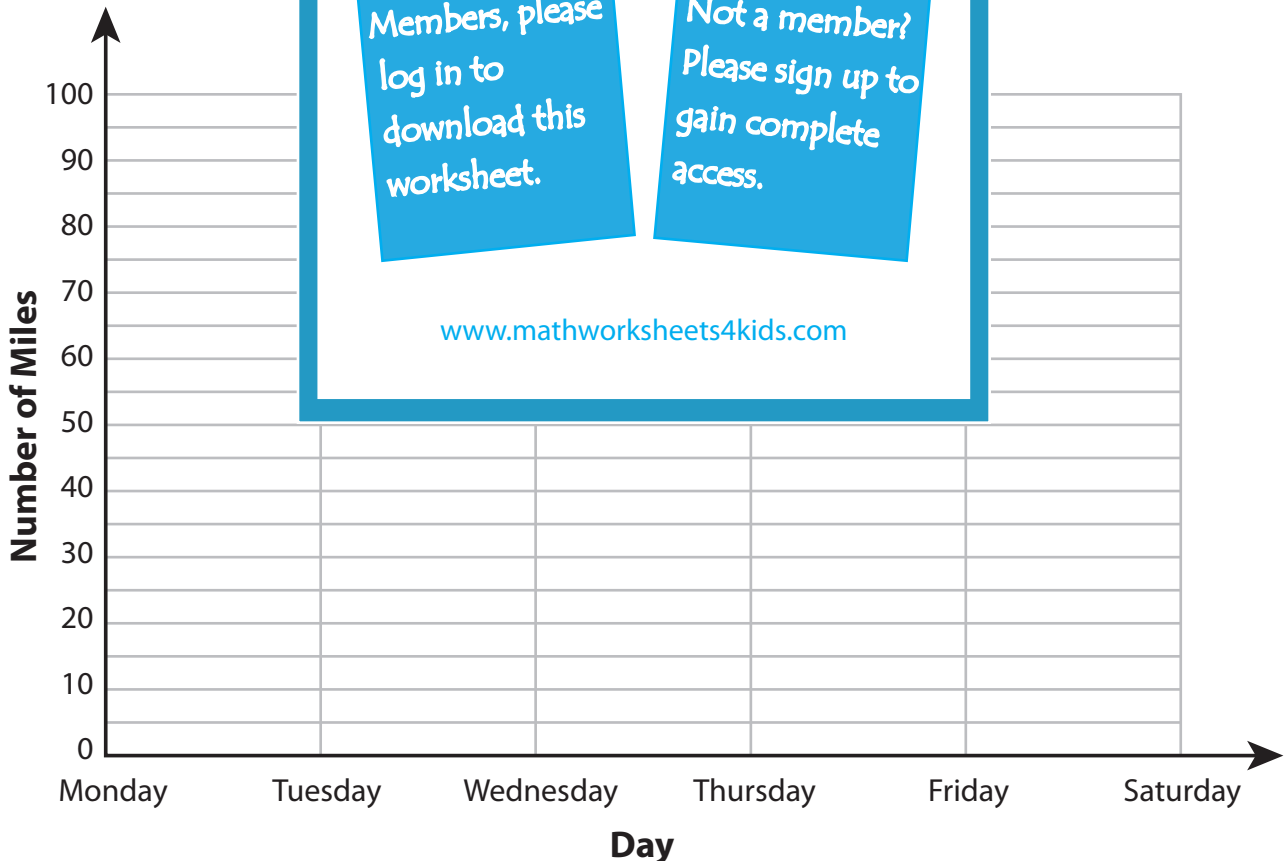 Members, please
log in to
download this
worksheet.
Not a member?
Please sign up to
gain complete
access.
www.mathworksheets4kids.com
Number of Miles
100
90
80
70
60
50
40
30
20
10
0
Monday Tuesday Wednesday Thursday Friday Saturday
Day